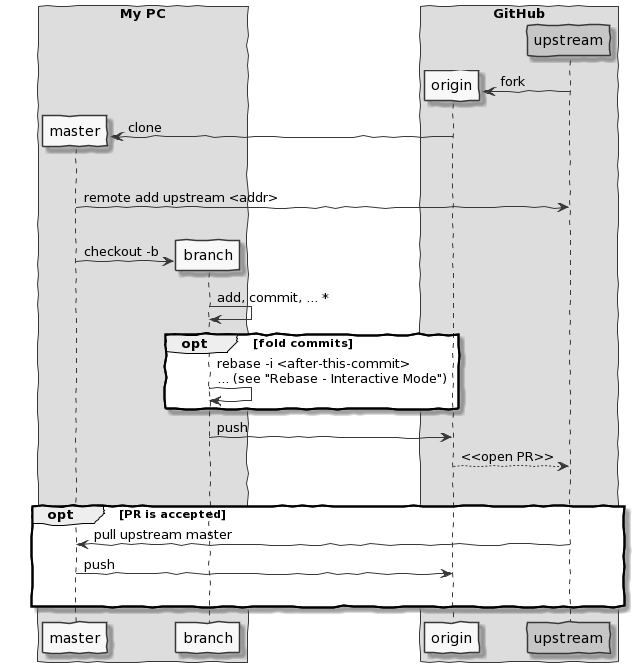 My PC
GitHub
upstream
origin
fork
master
clone
remote add upstream <addr>
checkout -b
branch
add, commit, ... *
opt
[fold commits]
rebase -i <after-this-commit>
... (see "Rebase - Interactive Mode")
push
<<open PR>>
opt
[PR is accepted]
pull upstream master
push
master
branch
origin
upstream